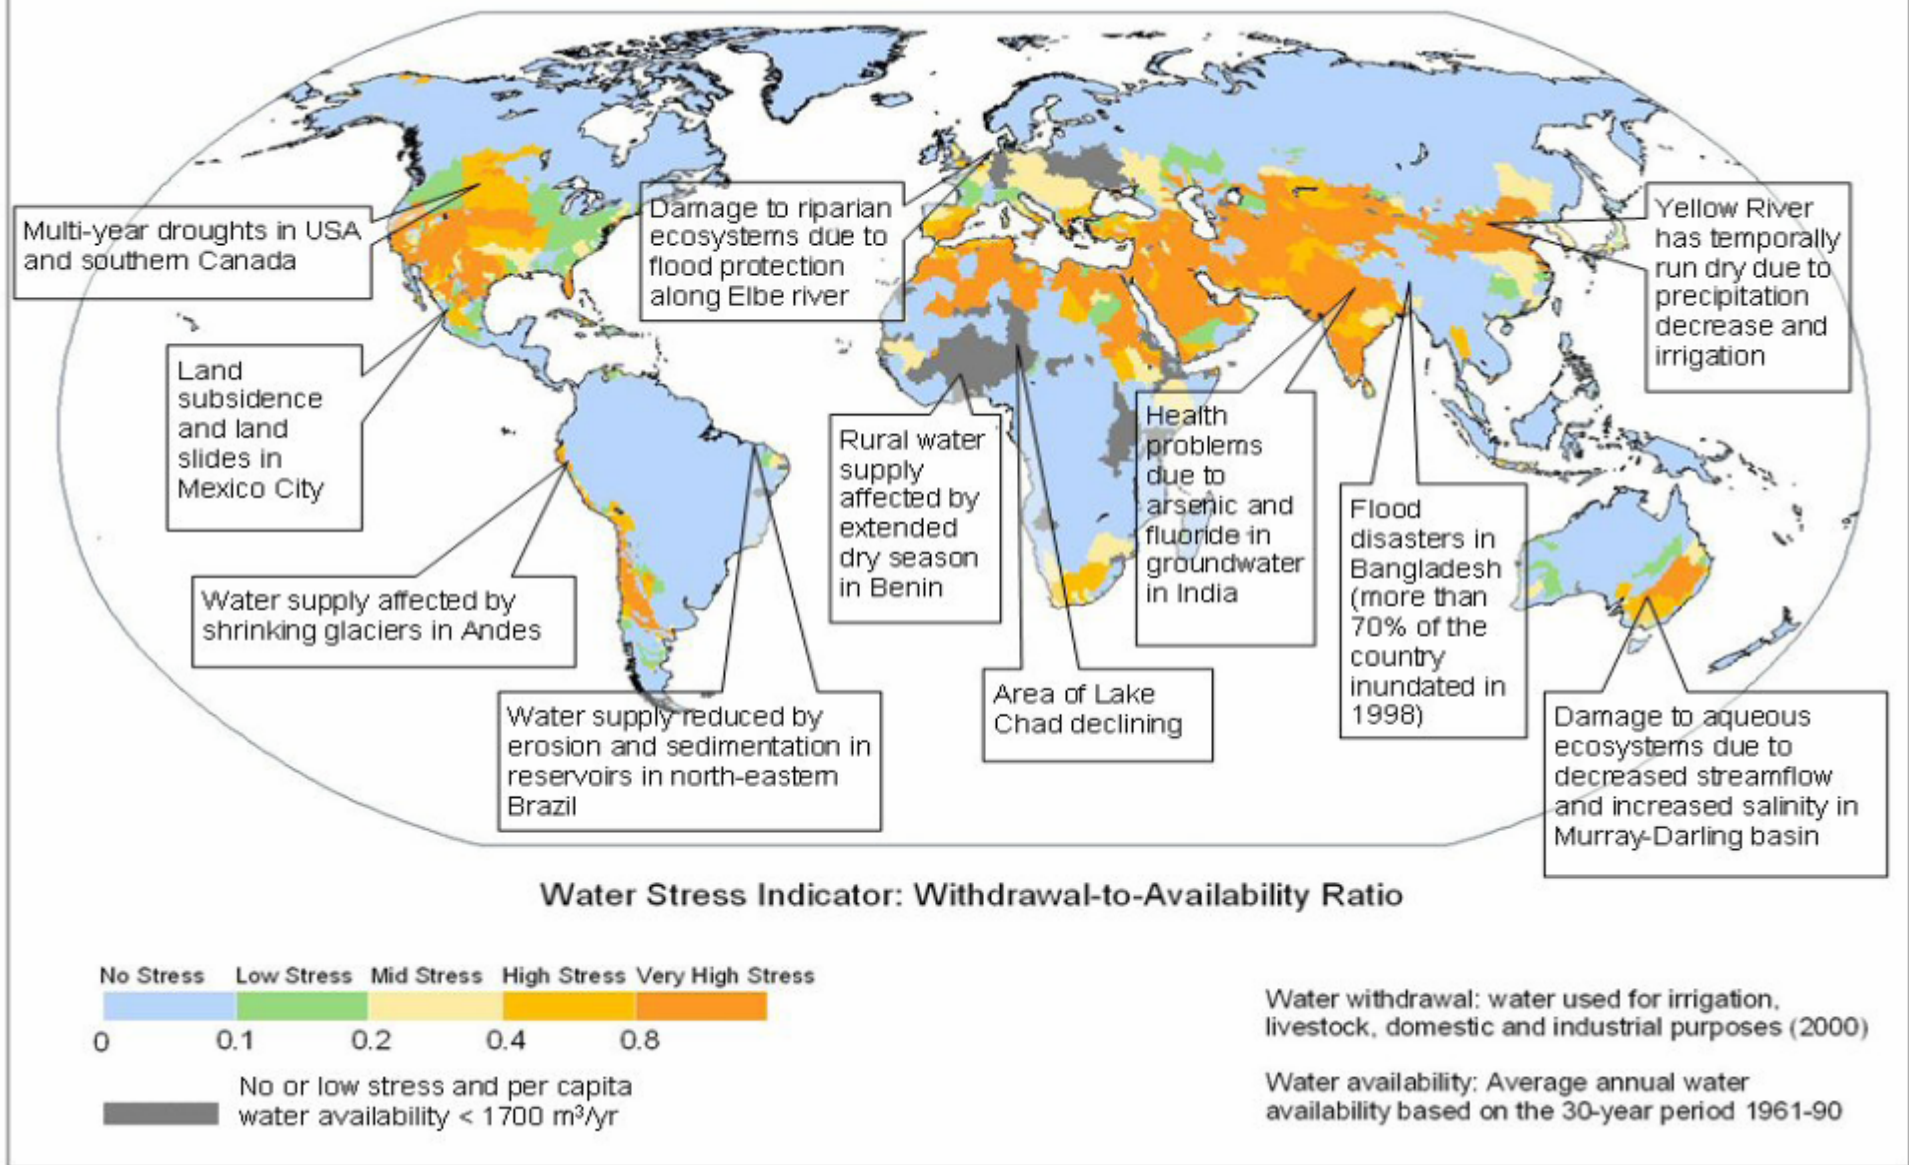 Multi-year droughts in USA
and southern Canada
Damage to riparian
ecosystems due to
flood protection
along Elbe river
Yellow River
has temporally
run dry due to
precipitation
decrease and
irrigation
Land
subsidence
and land
slides in
Mexico City
Rural water
supply
affected by
extended
dry season
in Benin
Health
problems
due to
arsenic and
fluoride in
groundwater
in India
Flood
disasters in
Bangladesh
(more than
70% of the
country
inundated in
1998)
Water supply affected by
shrinking glaciers in Andes
Water supply reduced by
erosion and sedimentation in
reservoirs in north-eastern
Brazil
Area of Lake
Chad declining
Damage to aqueous
ecosystems due to
decreased streamflow
and increased salinity in
Murray-Darling basin
Water Stress Indicator: Withdrawal-to-Availability Ratio
No Stress Low Stress Mid Stress High Stress Very High Stress
0 0.1 0.2 0.4 0.8
No or low stress and per capita
water availability < 1700 m³/yr
Water withdrawal: water used for irrigation,
livestock, domestic and industrial purposes (2000)
Water availability: Average annual water
availability based on the 30-year period 1961-90